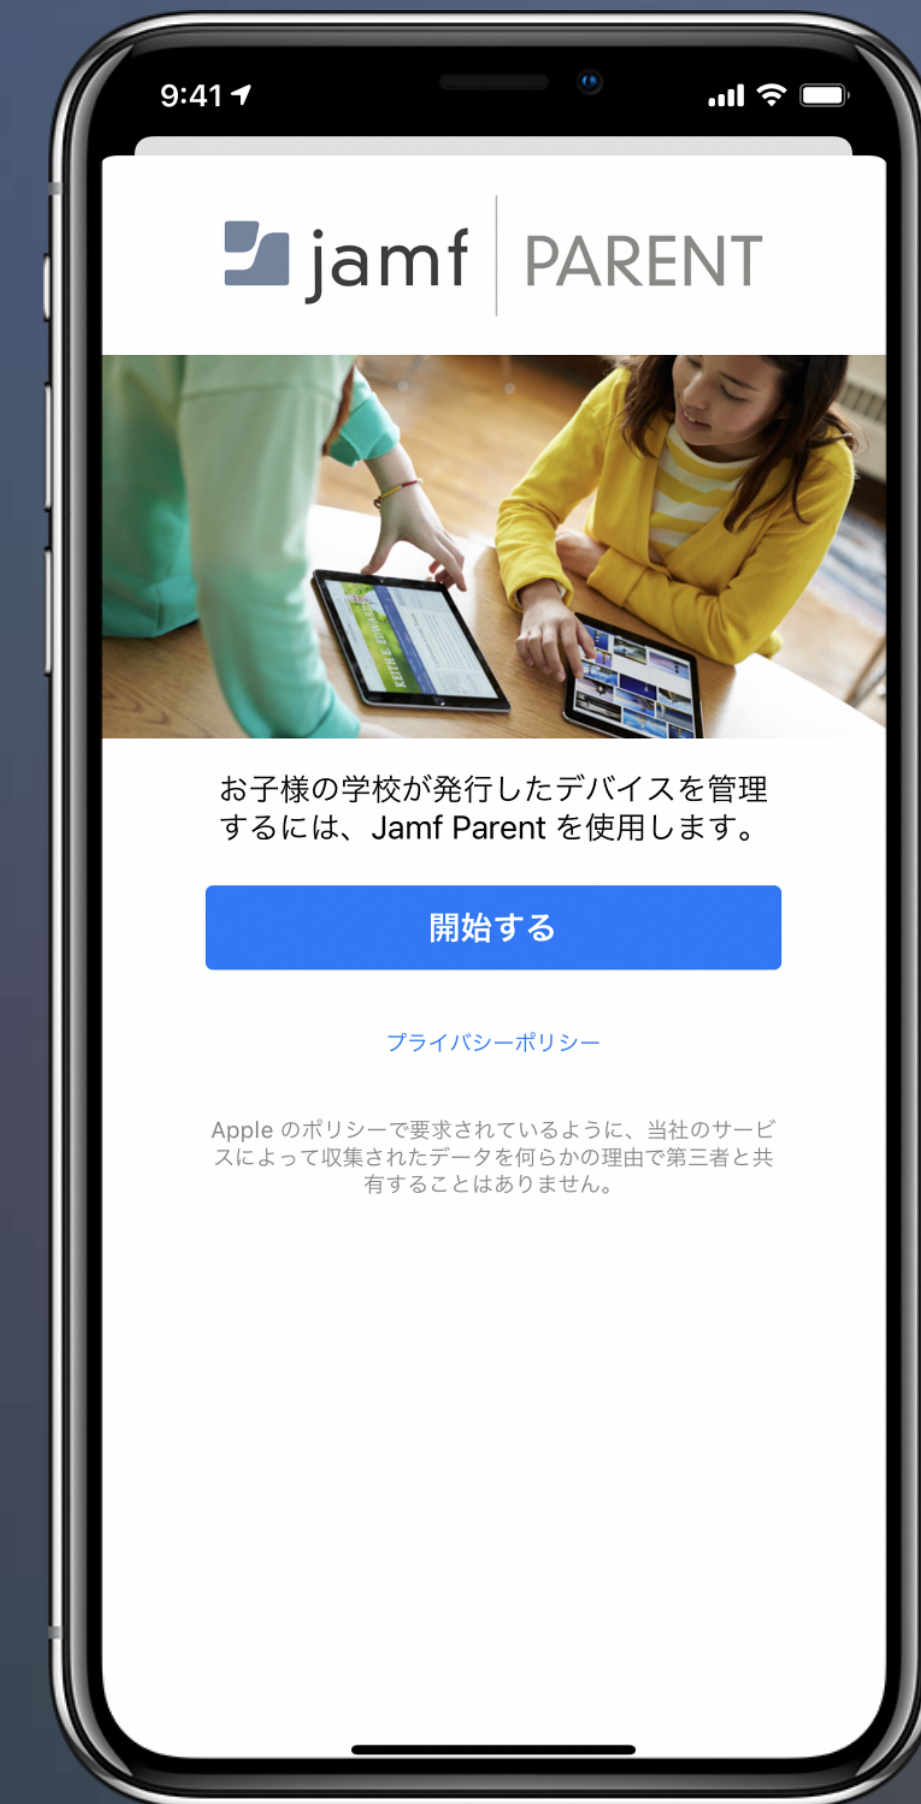 9:41
jamf PARENT
KEITH E. EDWAR
お子様の学校が発行したデバイスを管理
するには、Jamf Parent を使用します。
開始する
プライバシーポリシー
Apple のポリシーで要求されているように、当社のサービ
スによって収集されたデータを何らかの理由で第三者と共
有することはありません。